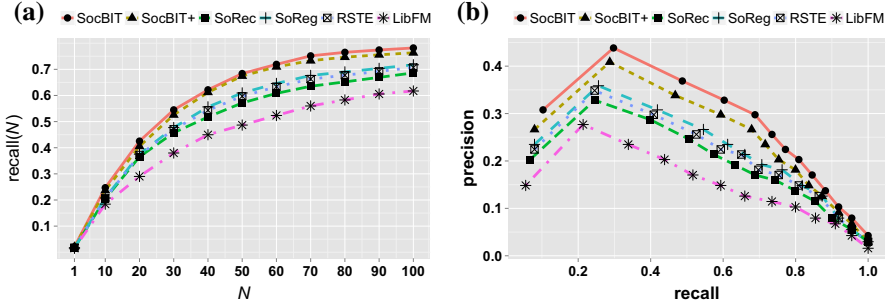 (a)
SocBIT SocBIT+ SoRec SoReg RSTE LibFM
recall(N)
0.7
0.6
0.5
0.4
0.3
0.2
0.1
1 10 20 30 40 50 60 70 80 90 100
N
(b)
SocBIT SocBIT+ SoRec SoReg RSTE LibFM
precision
0.4
0.3
0.2
0.1
0.0
0.2 0.4 0.6 0.8 1.0
recall